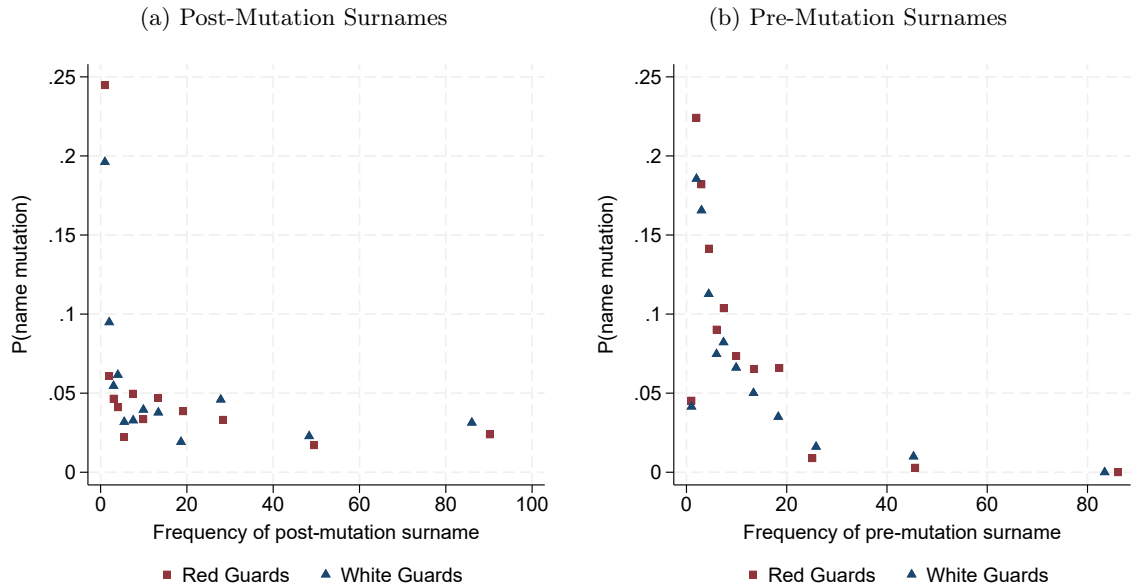 (a) Post-Mutation Surnames
.25
.2
.15
.1
.05
0
P(name mutation)
0 20 40 60 80 100
Frequency of post-mutation surname
Red Guards White Guards
(b) Pre-Mutation Surnames
.25
.2
.15
.1
.05
0
P(name mutation)
0 20 40 60 80
Frequency of pre-mutation surname
Red Guards White Guards